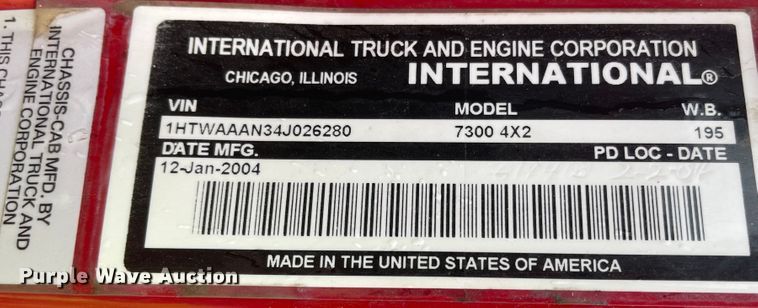 CHASSIS-CAB MFD. BY
INTERNATIONAL TRUCK AND
ENGINE CORPORATION
INTERNATIONAL TRUCK AND ENGINE CORPORATION
CHICAGO, ILLINOIS INTERNATIONAL®
VIN MODEL W.B.
1HTWAAAN34J026280 7300 4X2 195
DATE MFG. PD LOC - DATE
12-Jan-2004
MADE IN THE UNITED STATES OF AMERICA
Purple Wave Auction